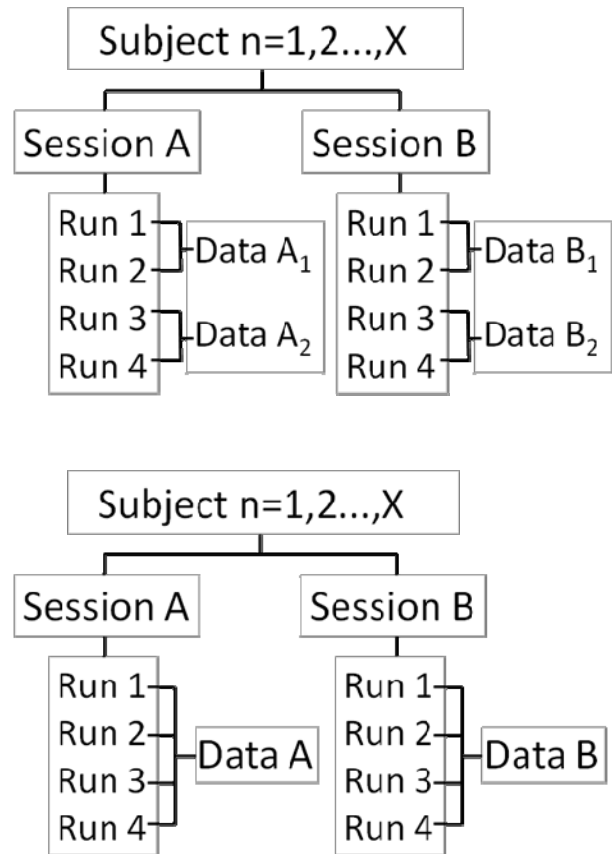 Subject n=1,2...,X
Session A
Session B
Run 1
Run 2
Run 3
Run 4
Data A₁
Data A₂
Run 1
Run 2
Run 3
Run 4
Data B₁
Data B₂
Subject n=1,2...,X
Session A
Session B
Run 1
Run 2
Run 3
Run 4
Data A
Run 1
Run 2
Run 3
Run 4
Data B